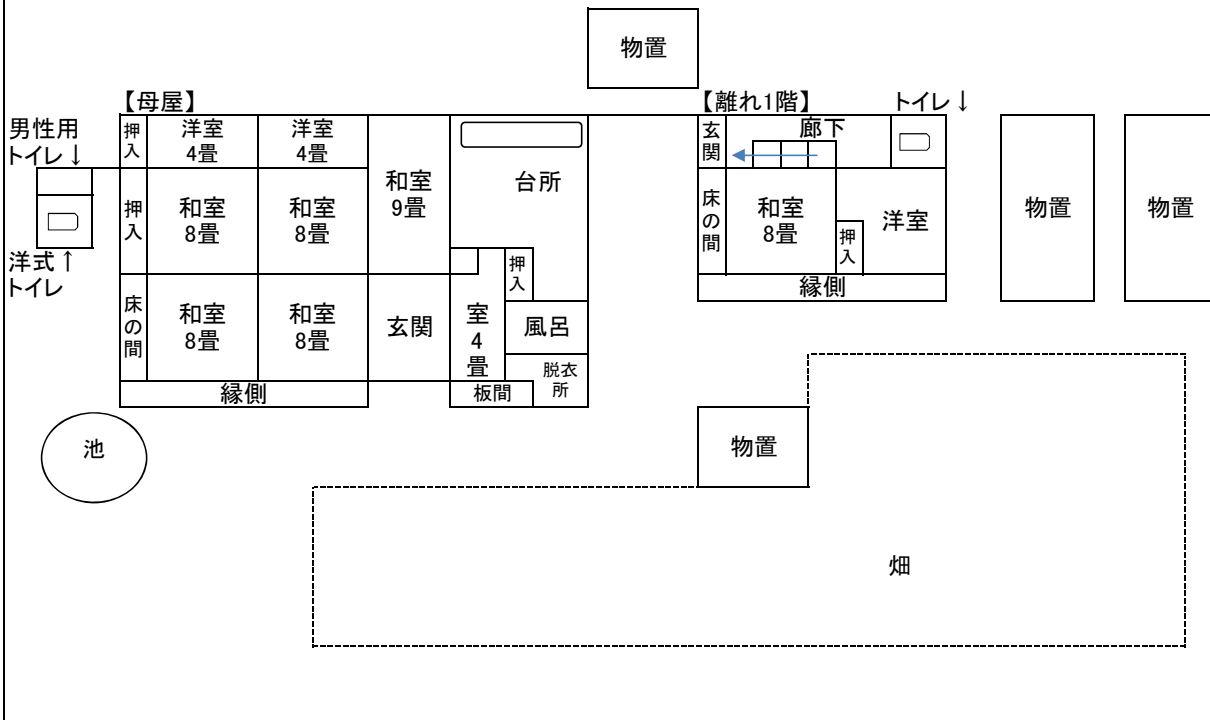 物置
【母屋】
【離れ1階】
トイレ↓
男性用
トイレ↓
押入
洋室
4畳
洋室
4畳
和室
9畳
台所
玄関
廊下
押入
和室
8畳
和室
8畳
床の間
和室
8畳
押入
洋室
物置
物置
洋式↑
トイレ
押入
縁側
床の間
和室
8畳
和室
8畳
玄関
室4畳
風呂
脱衣所
縁側
板間
池
物置
畑